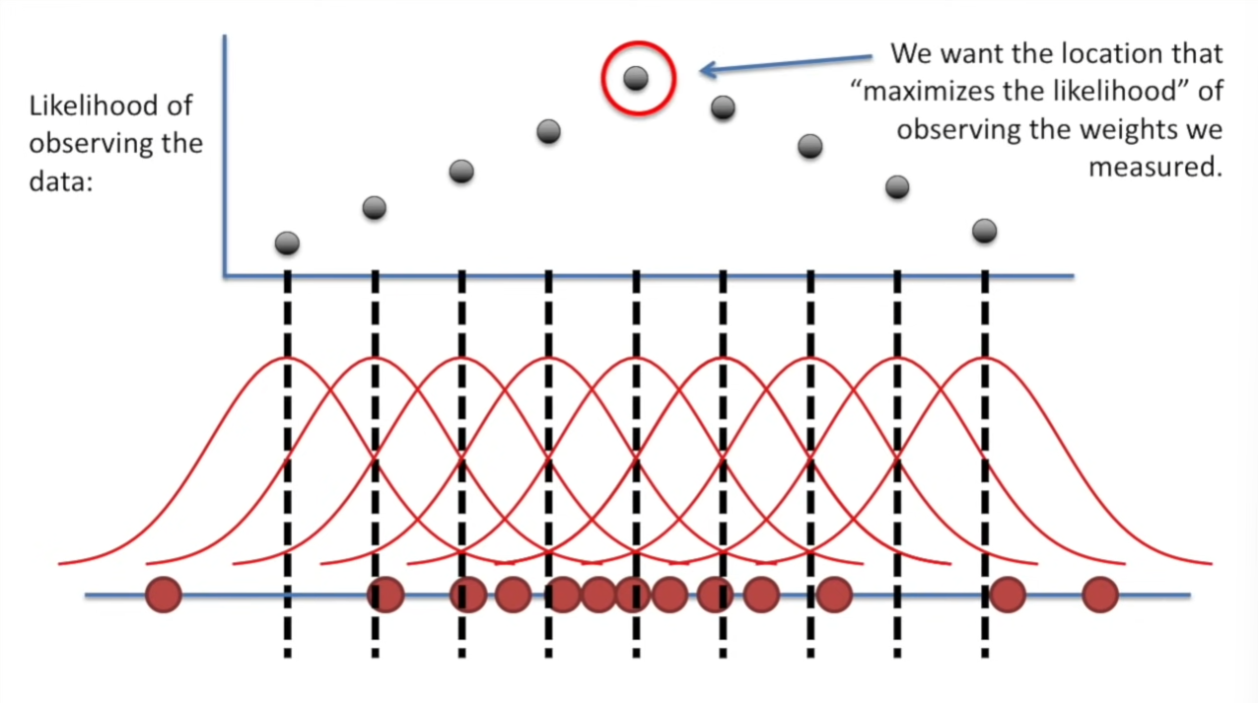 Likelihood of
observing the
data:
We want the location that
“maximizes the likelihood” of
observing the weights we
measured.